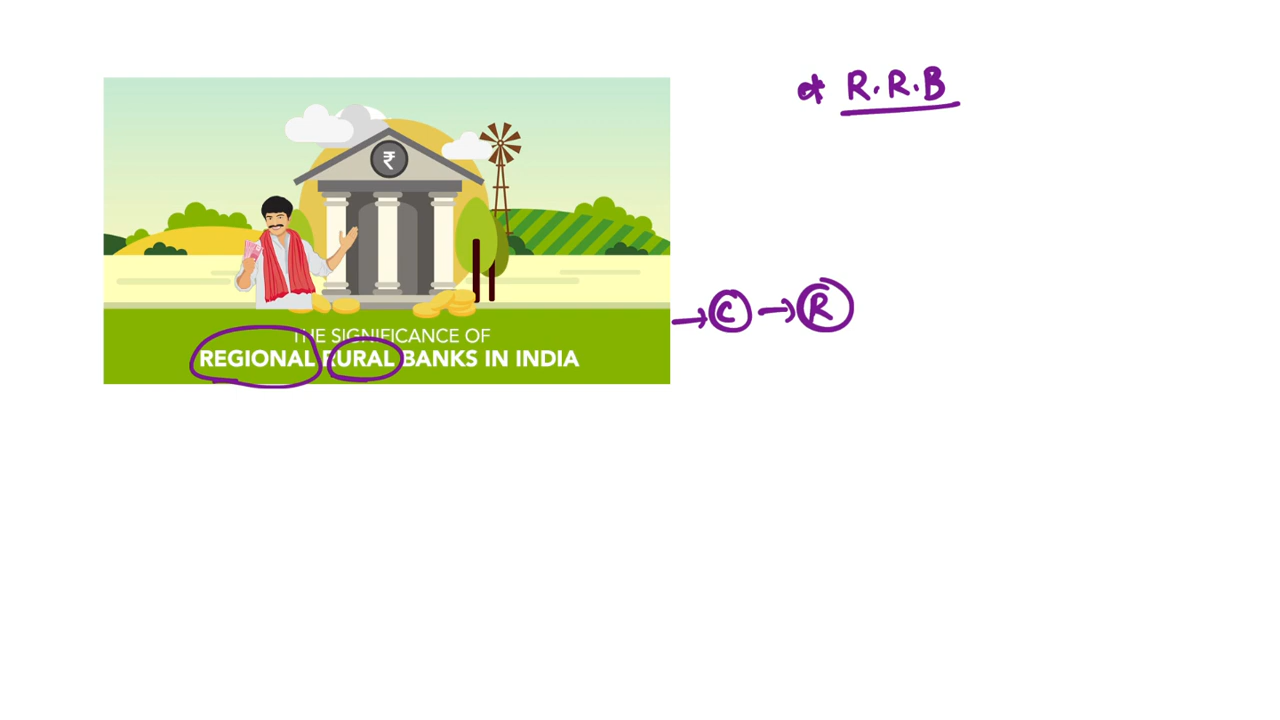 * R.R.B
₹
→ C → R
THE SIGNIFICANCE OF
REGIONAL RURAL BANKS IN INDIA